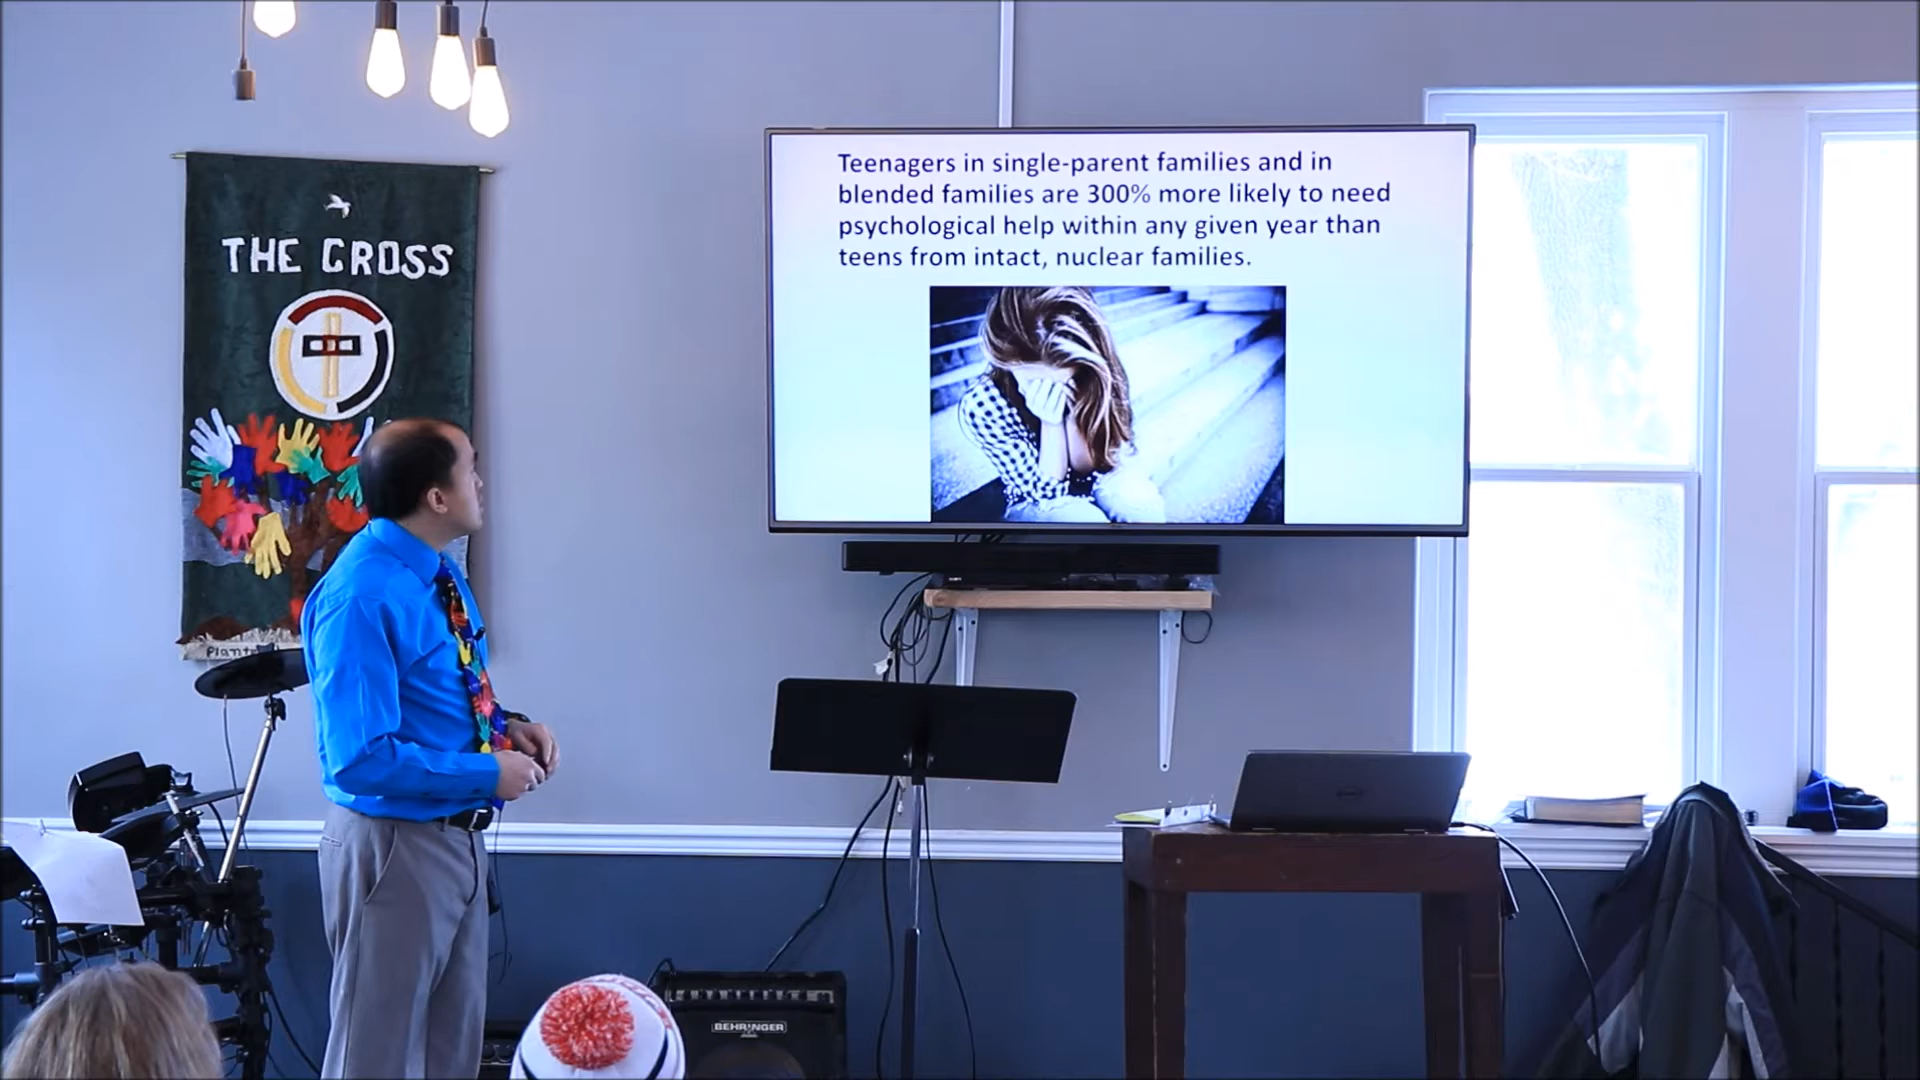 THE CROSS
Teenagers in single-parent families and in
blended families are 300% more likely to need
psychological help within any given year than
teens from intact, nuclear families.
BEHRINGER